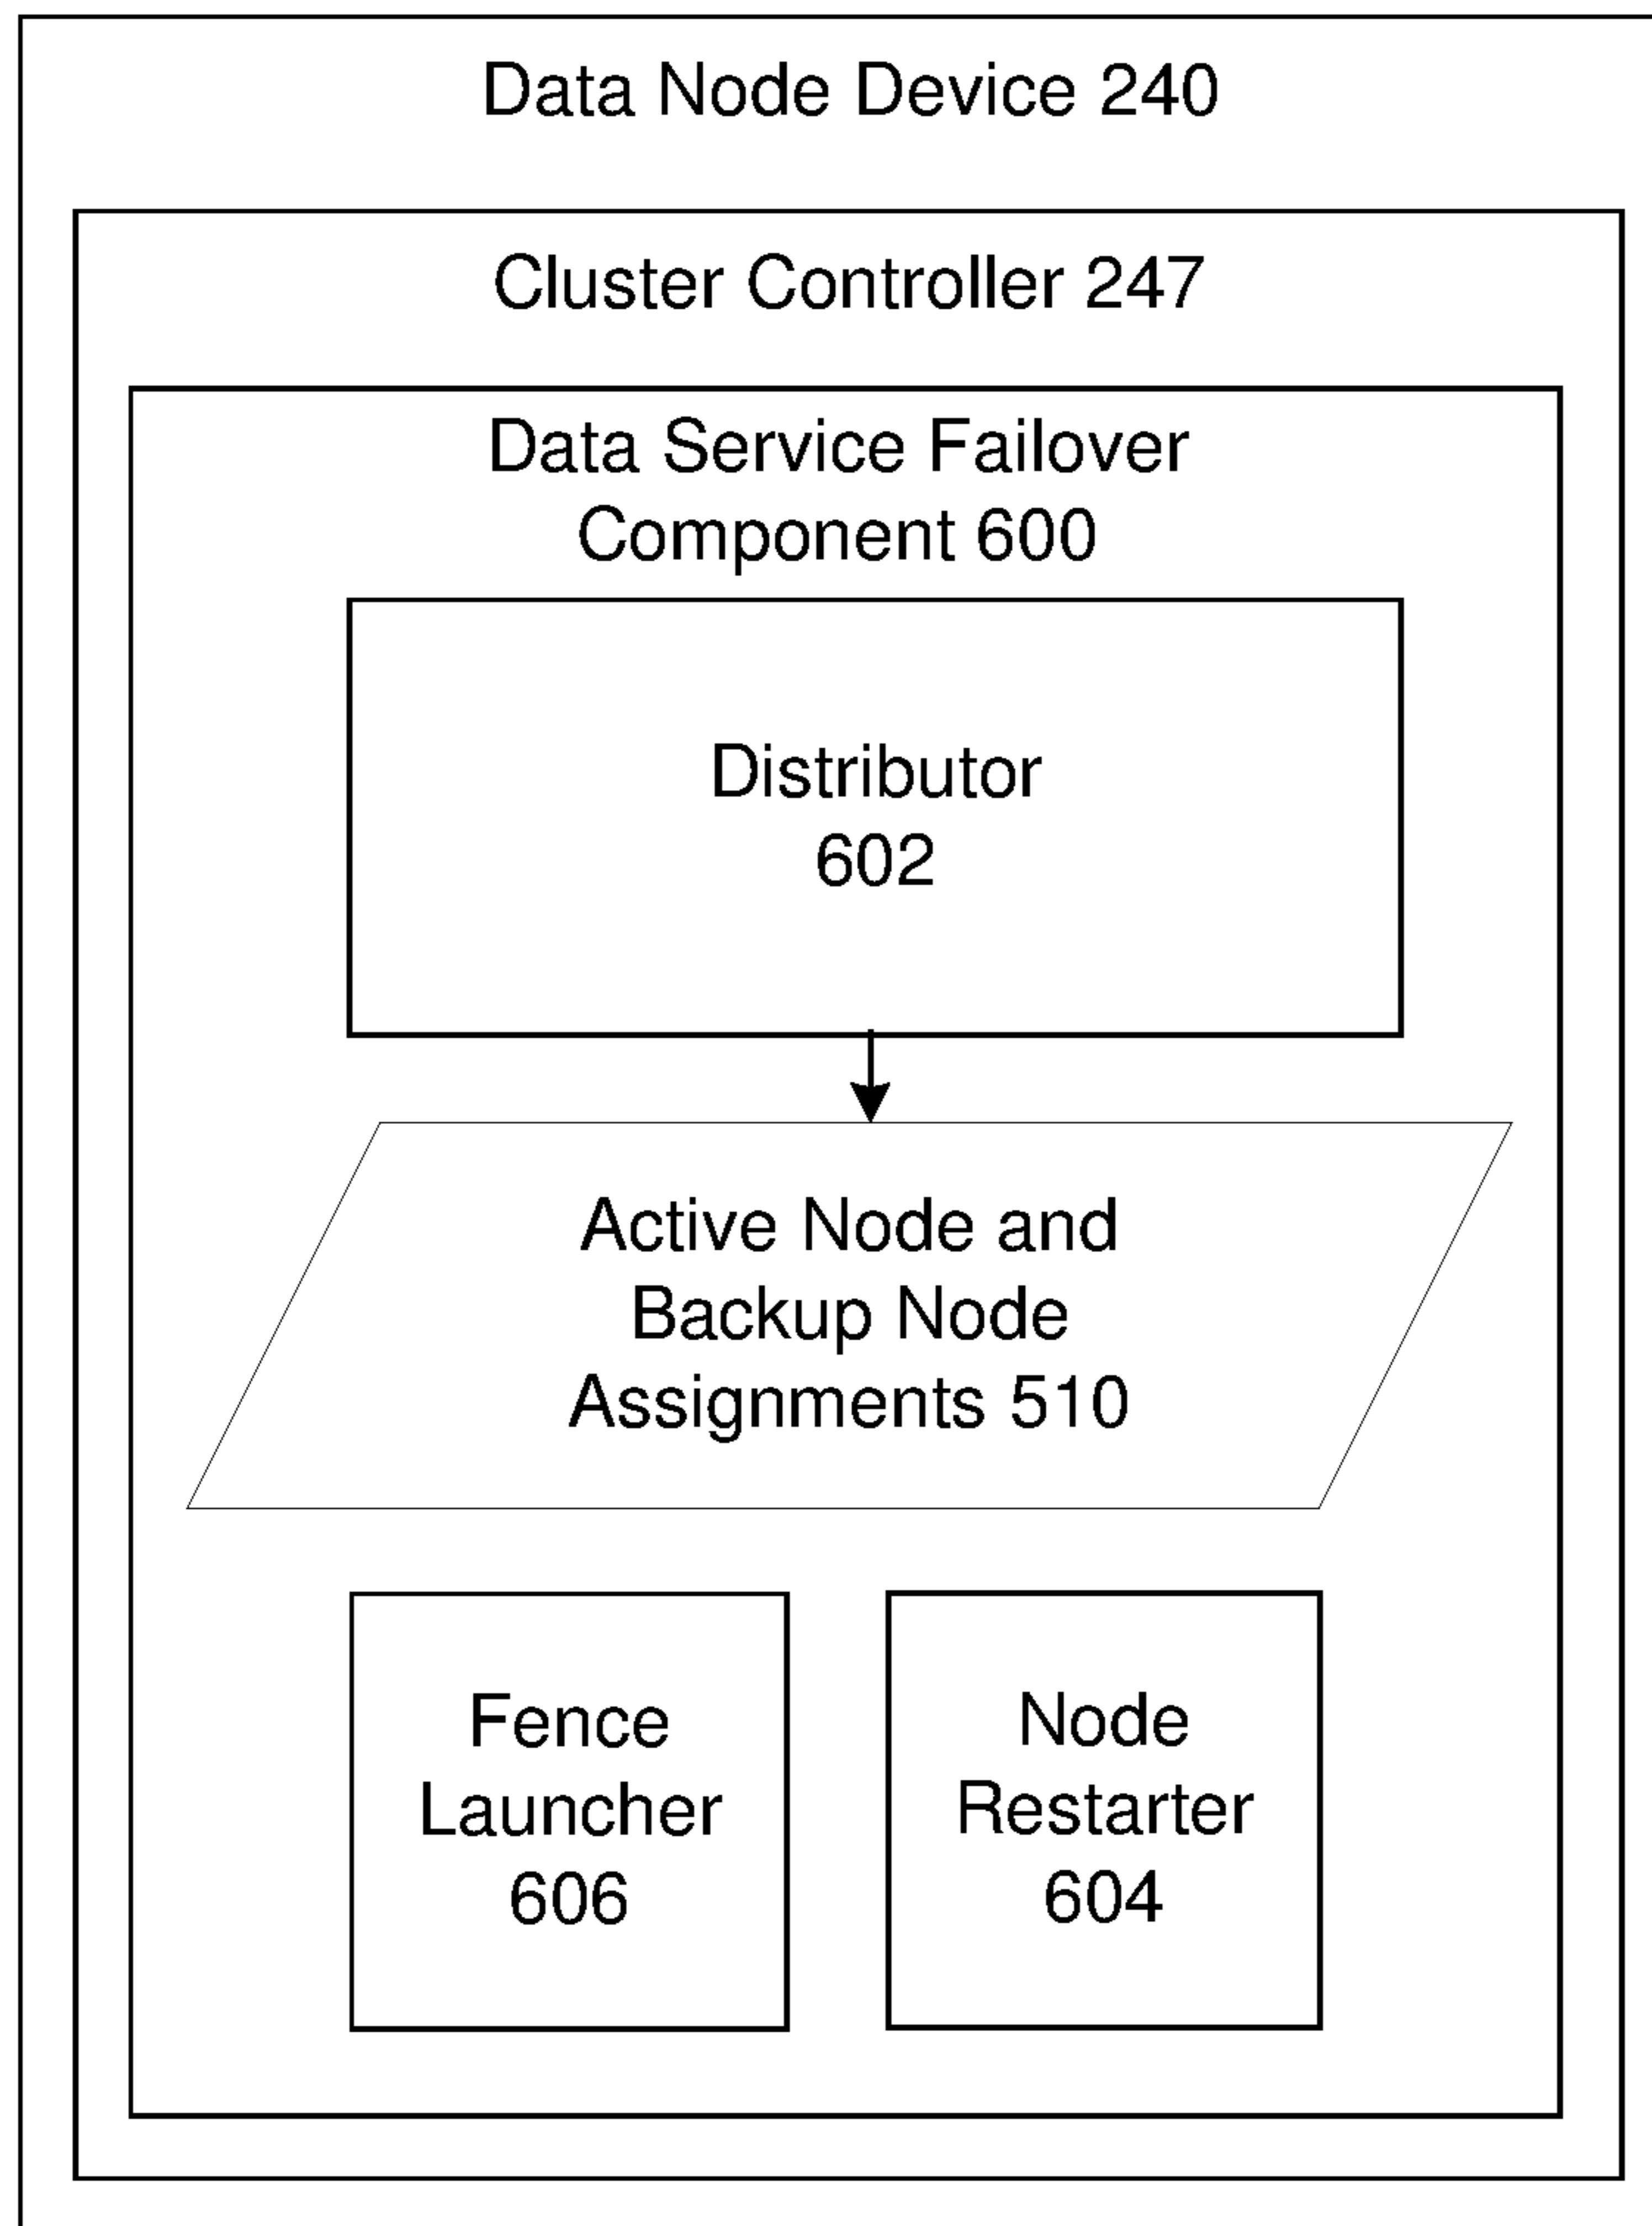 Data Node Device 240
Cluster Controller 247
Data Service Failover
Component 600
Distributor
602
Active Node and
Backup Node
Assignments 510
Fence
Launcher
606
Node
Restarter
604